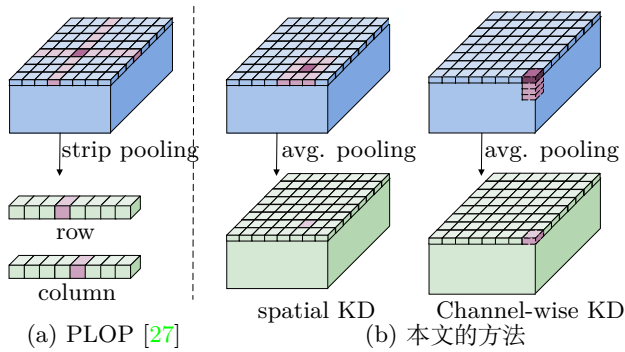 strip pooling
row
column
(a) PLOP [27]
avg. pooling
avg. pooling
spatial KD
Channel-wise KD
(b) 本文的方法